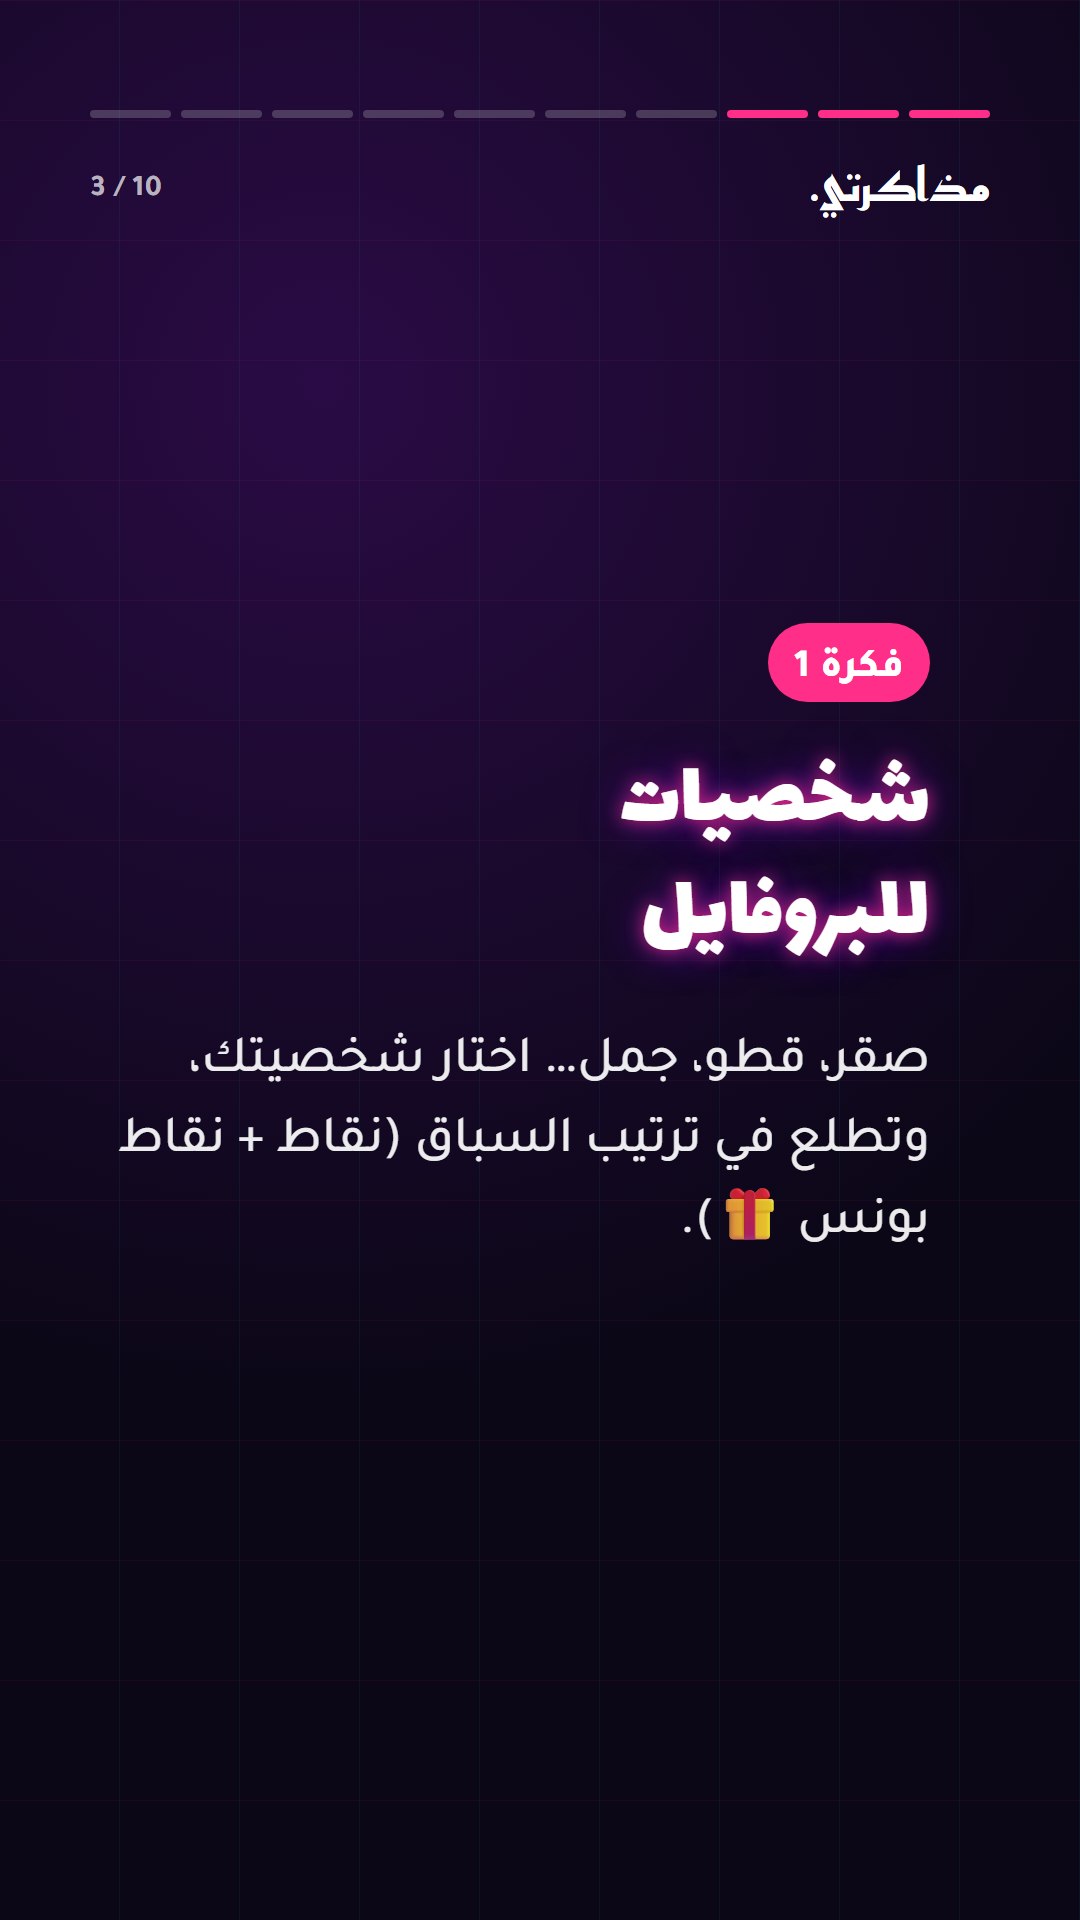 مذاكرتي.
3 / 10
فكرة 1
شخصيات
للبروفايل
صقر، قطو، جمل... اختار شخصيتك،
وتطلع في ترتيب السباق (نقاط + نقاط
بونس 🎁).